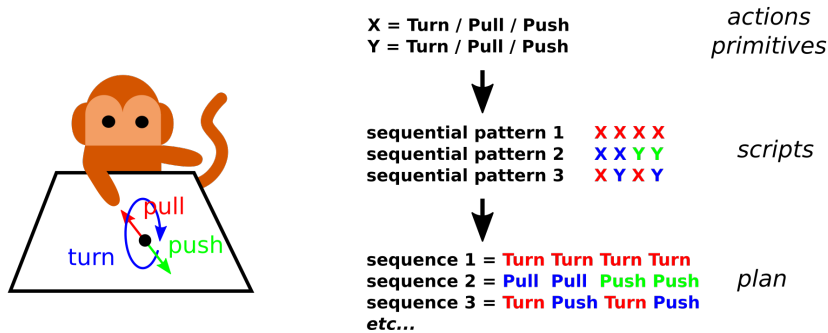 pull
turn
push
X = Turn / Pull / Push
Y = Turn / Pull / Push
actions
primitives
sequential pattern 1 X X X X
sequential pattern 2 X X Y Y
sequential pattern 3 X Y X Y
scripts
sequence 1 = Turn Turn Turn Turn
sequence 2 = Pull Pull Push Push
sequence 3 = Turn Push Turn Push
etc...
plan